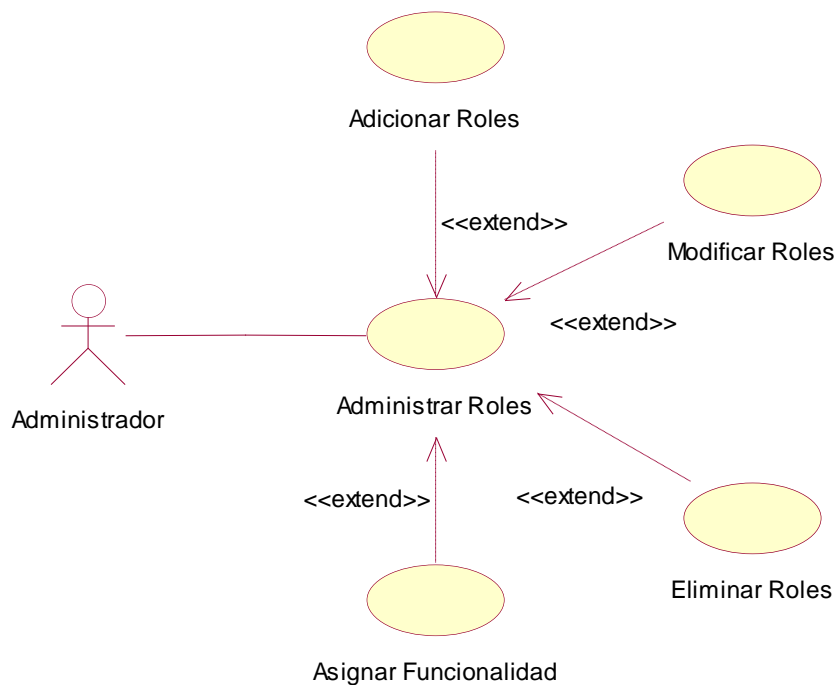 Adicionar Roles
<<extend>>
Modificar Roles
<<extend>>
Administrador
Administrar Roles
<<extend>>
<<extend>>
Eliminar Roles
Asignar Funcionalidad